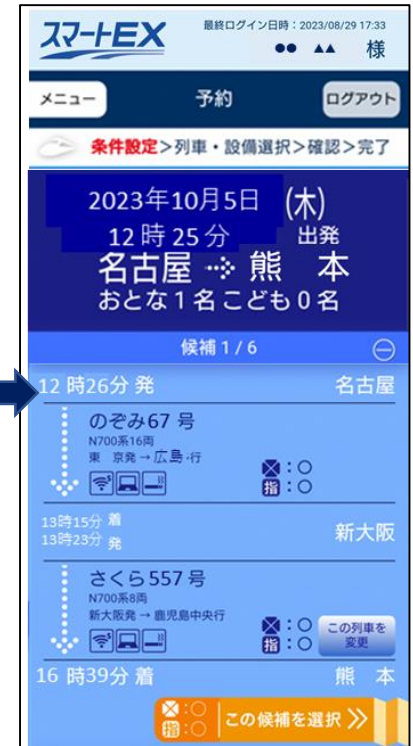 スマートEX
最終ログイン日時：2023/08/29 17:33
●● ▲▲ 様
メニュー
予約
ログアウト
条件設定>列車・設備選択>確認>完了
2023年10月5日 (木)
12時25分 出発
名古屋 ⇢ 熊 本
おとな1名こども0名
候補1/6
12時26分 発 名古屋
のぞみ67号
N700系16両
東 京発→広島·行
：○
指：○
13時15分 着
13時23分 発
新大阪
さくら557号
N700系8両
新大阪発→鹿児島中央行
：○
指：○
この列車を
変更
16時39分 着 熊 本
：○
指：○
この候補を選択